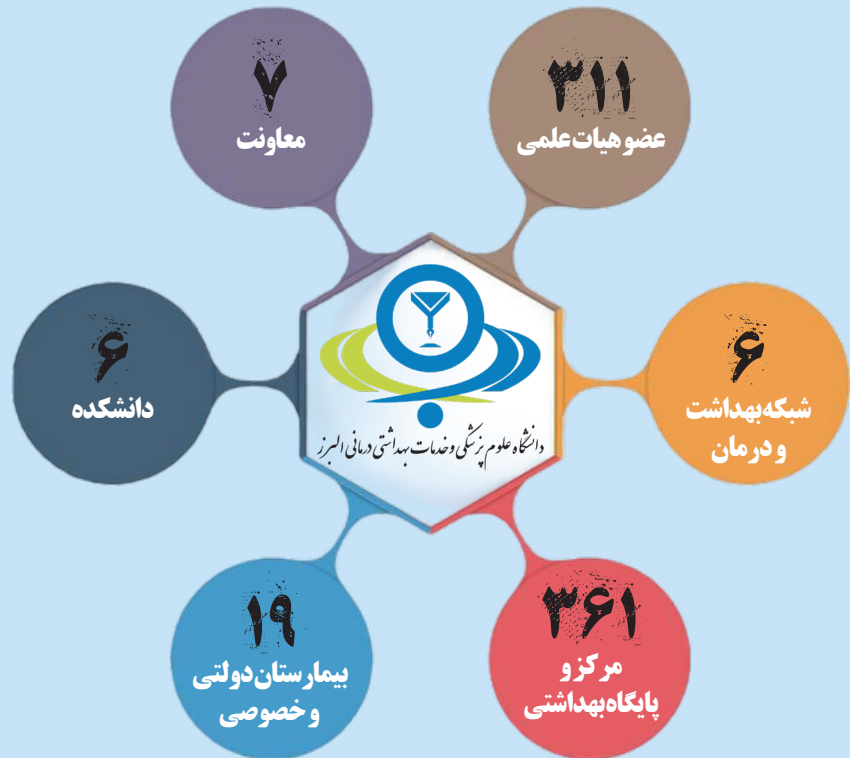 ۳۱۱
عضو هیات علمی
۷
معاونت
۶
شبکه بهداشت
و درمان
۶
دانشکده
دانشگاه علوم پزشکی و خدمات بهداشتی درمانی البرز
۳۶۱
مرکز و
پایگاه بهداشتی
۱۹
بیمارستان دولتی
و خصوصی